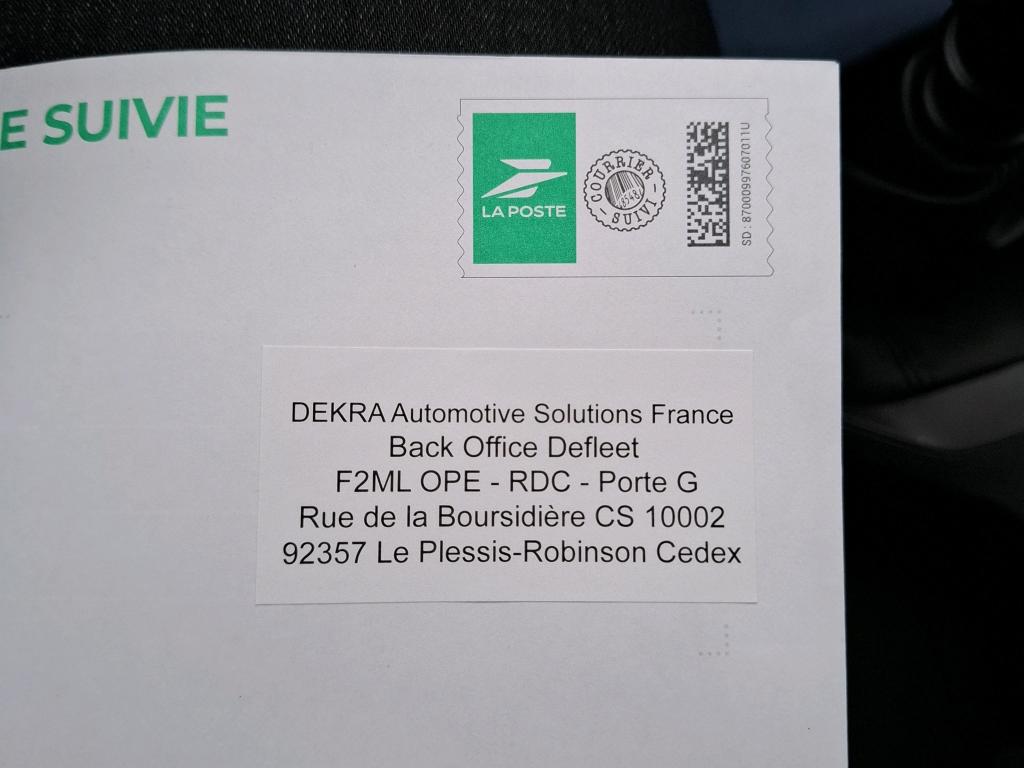 E SUIVIE
LA POSTE
COURRIER
- SUIVI -
SD : 87000997607011U
DEKRA Automotive Solutions France
Back Office Defleet
F2ML OPE - RDC - Porte G
Rue de la Boursidière CS 10002
92357 Le Plessis-Robinson Cedex